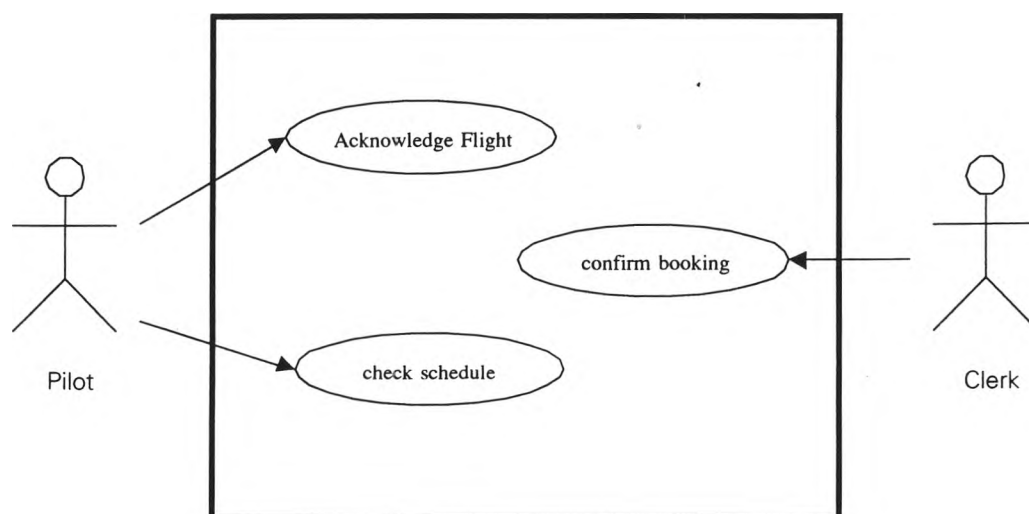 Acknowledge Flight
confirm booking
check schedule
Pilot
Clerk